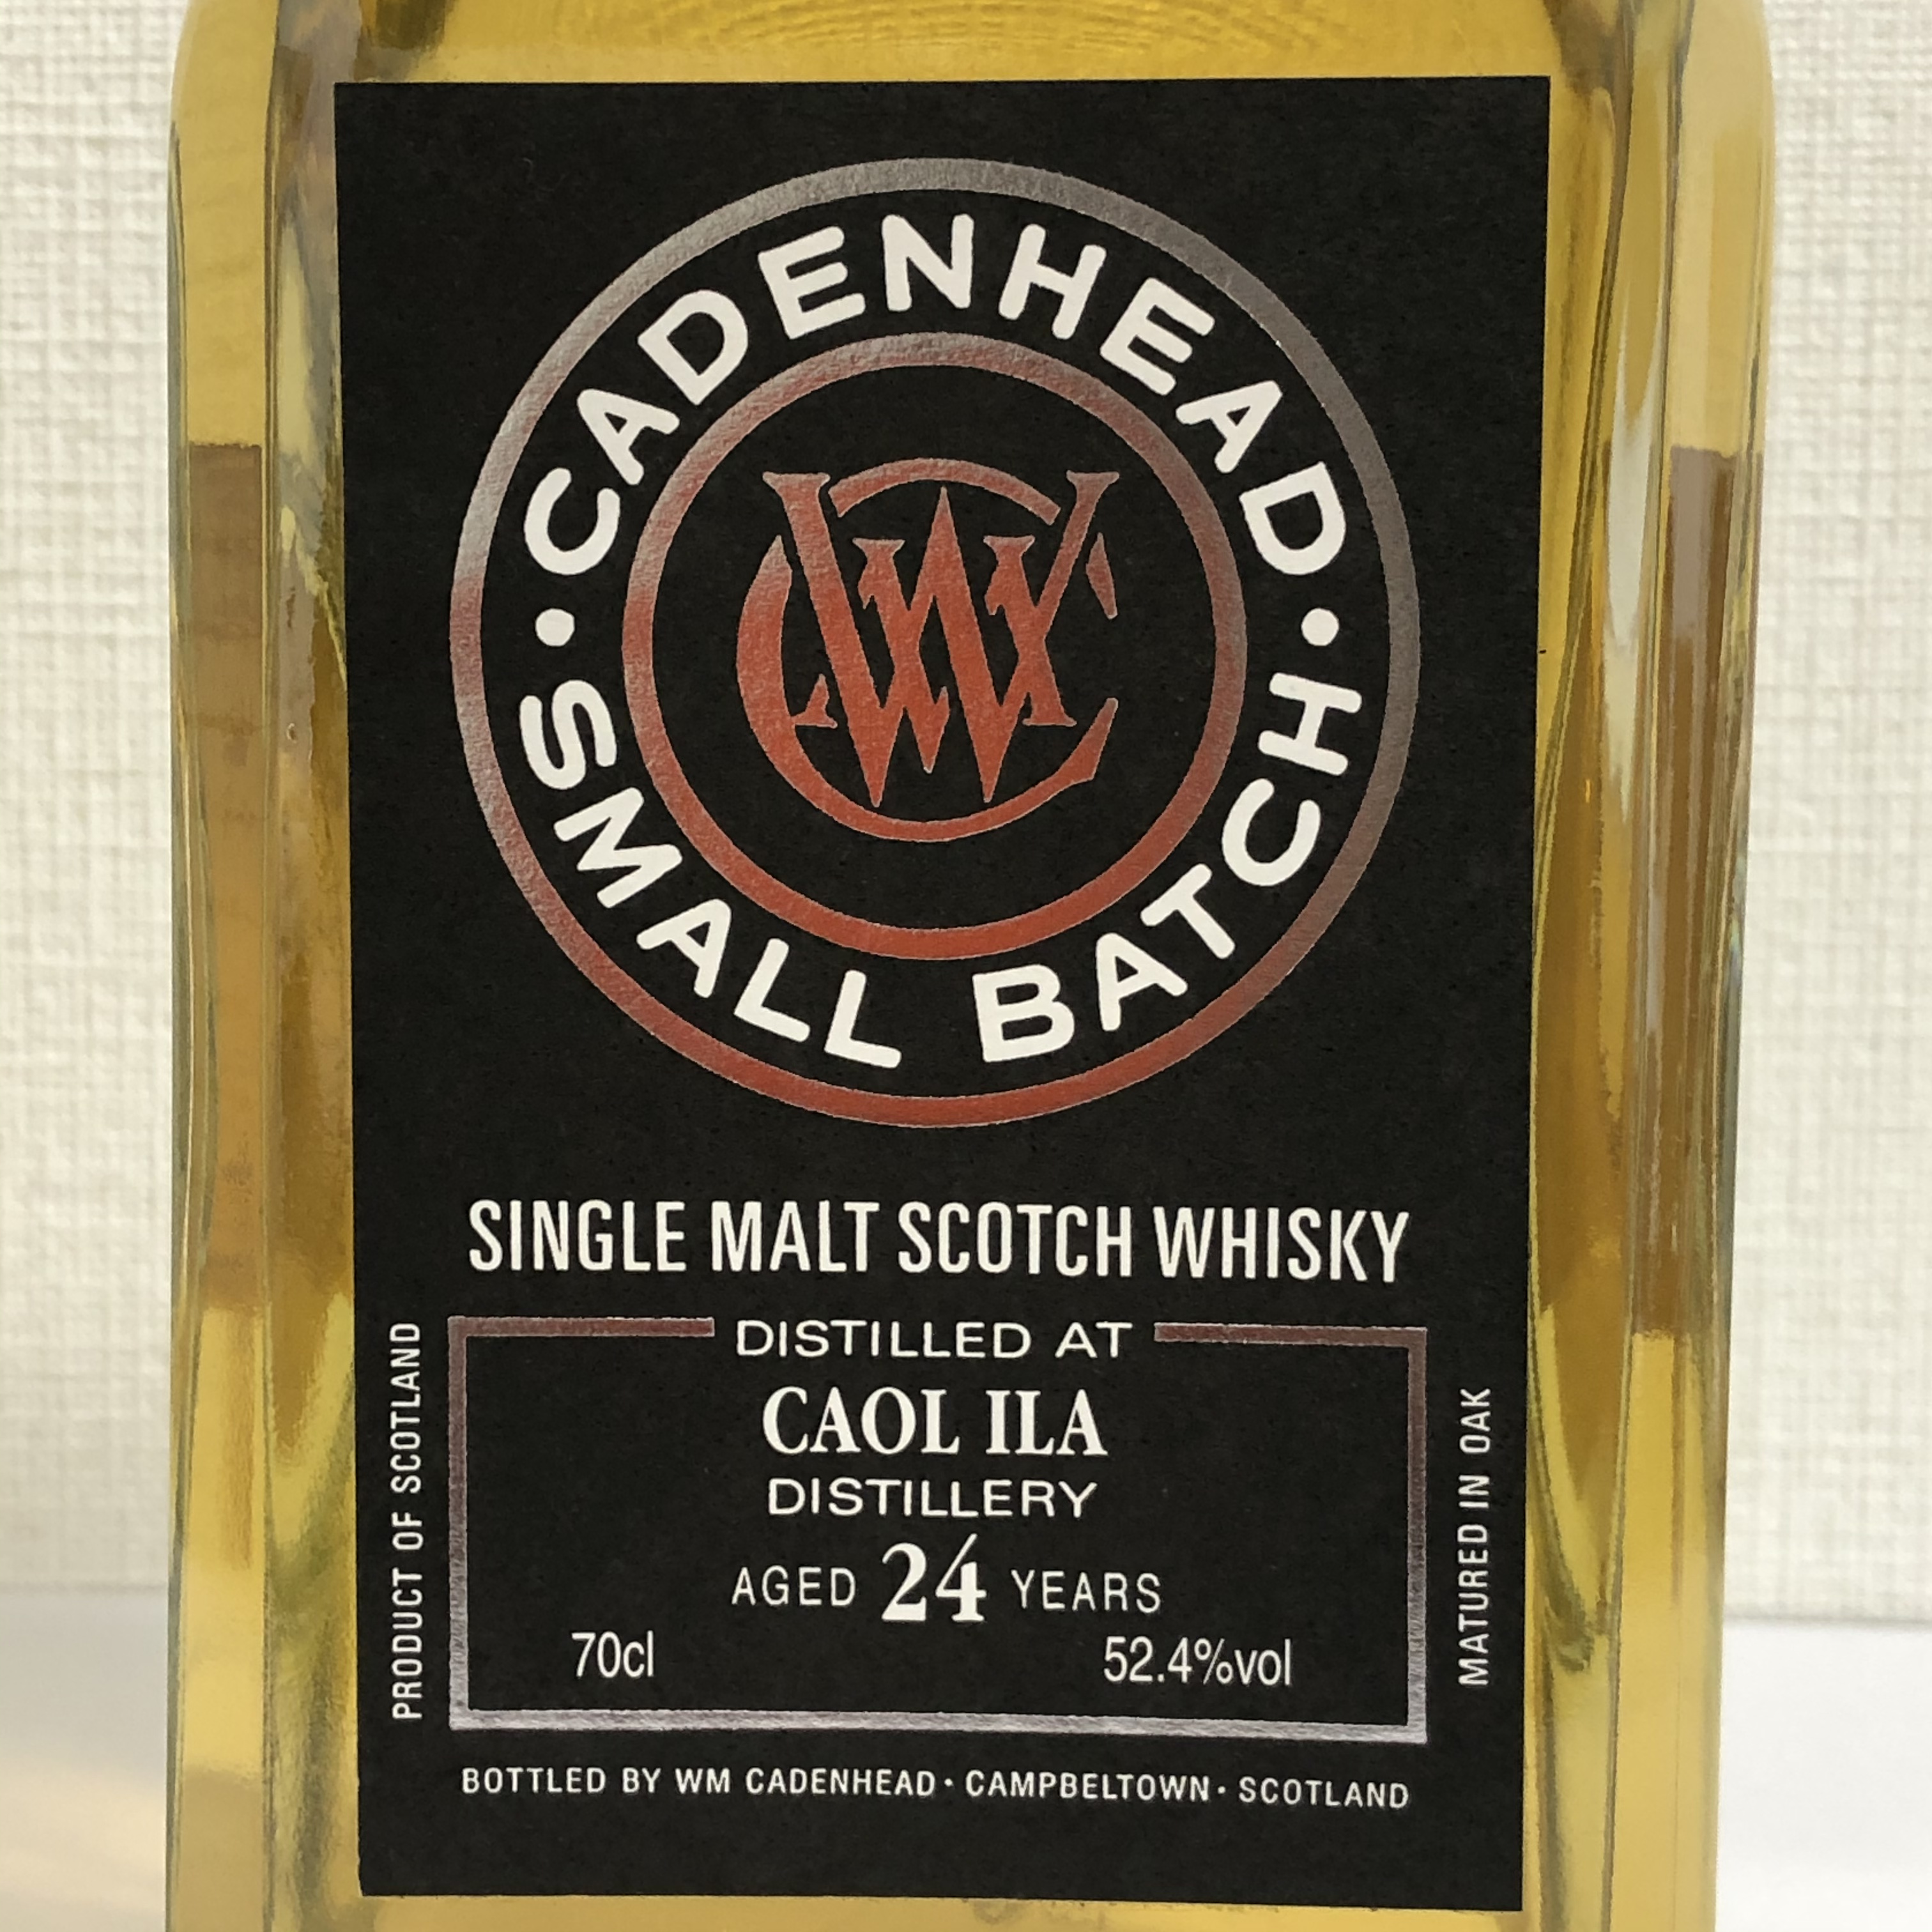 CADENHEAD
SMALL BATCH
WMC
SINGLE MALT SCOTCH WHISKY
DISTILLED AT
CAOL ILA
DISTILLERY
AGED 24 YEARS
70cl 52.4%vol
PRODUCT OF SCOTLAND
MATURED IN OAK
BOTTLED BY WM CADENHEAD · CAMPBELTOWN · SCOTLAND